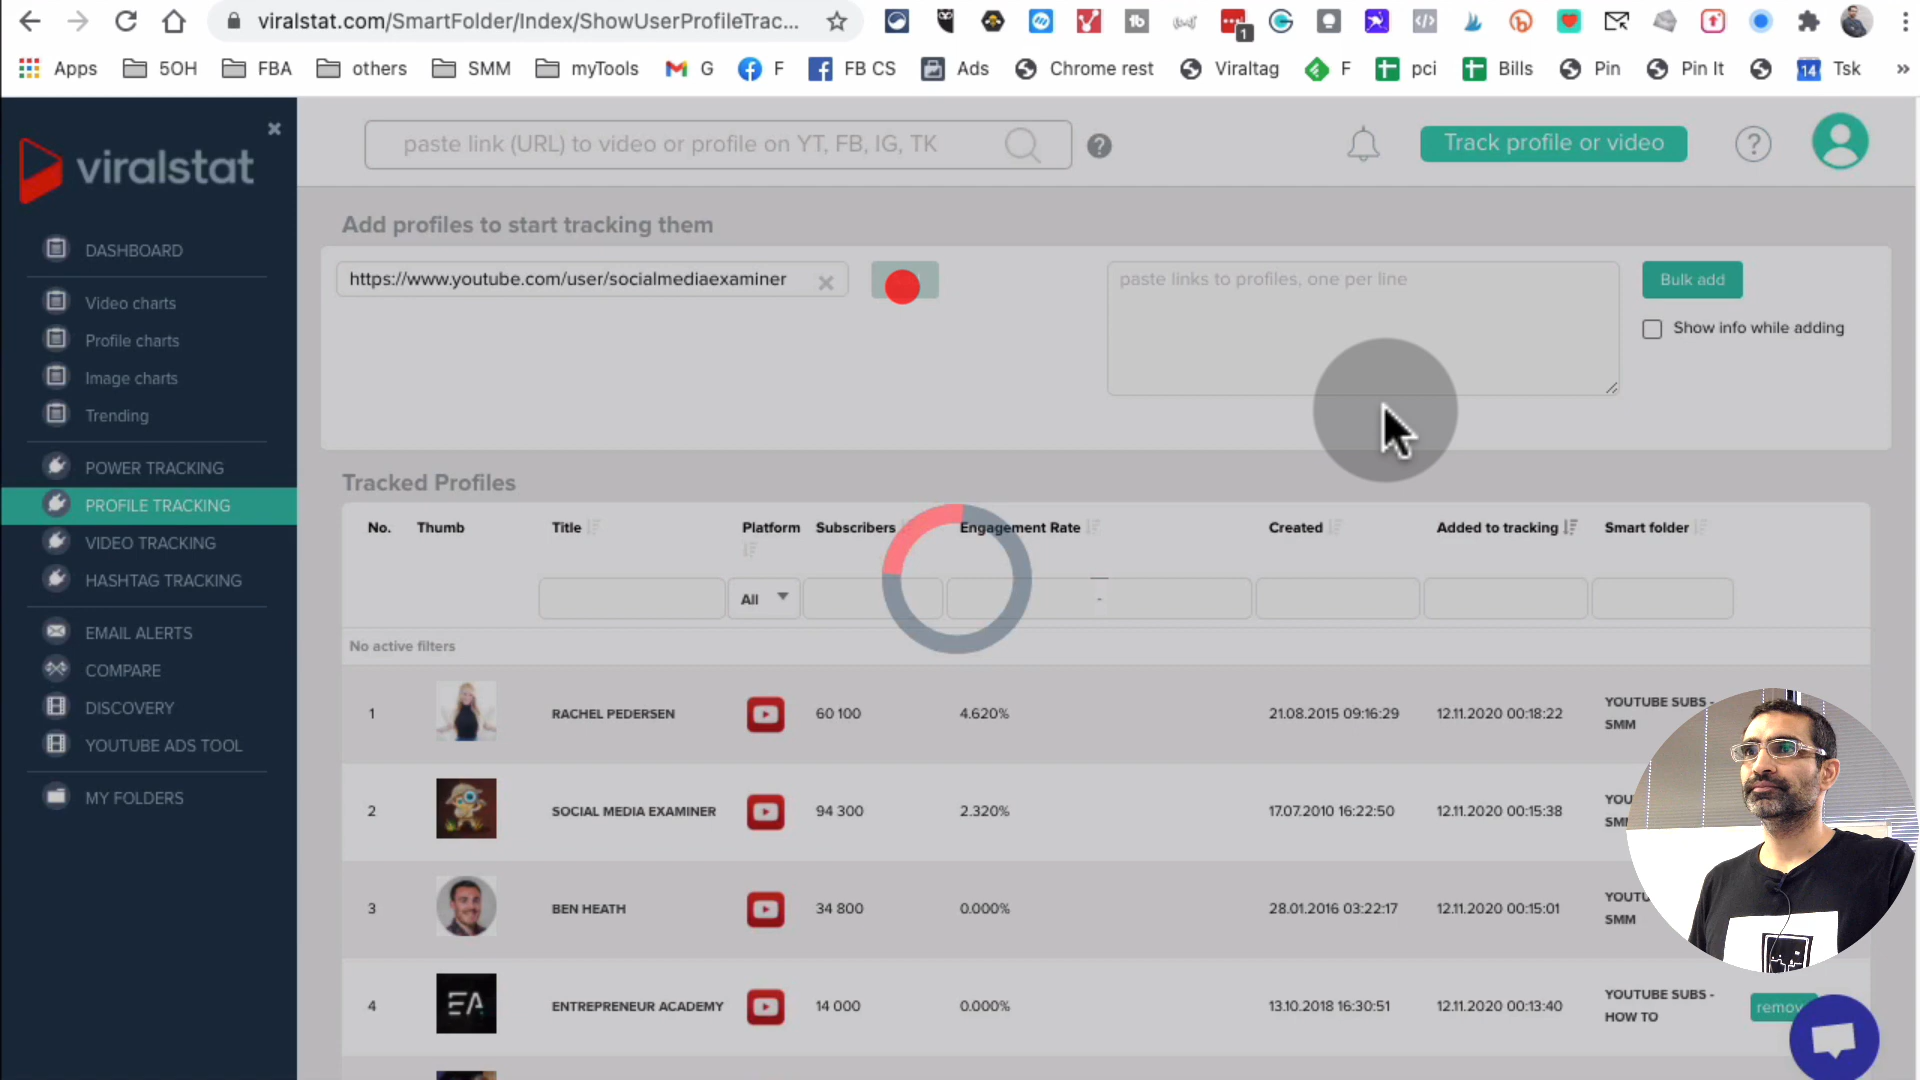 viralstat.com/SmartFolder/Index/ShowUserProfileTrac...
1
Apps 5OH FBA others SMM myTools G F FB CS Ads Chrome rest Viraltag F pci Bills Pin Pin It 14 Tsk »
viralstat
paste link (URL) to video or profile on YT, FB, IG, TK
?
Track profile or video
?
DASHBOARD
Video charts
Profile charts
Image charts
Trending
POWER TRACKING
PROFILE TRACKING
VIDEO TRACKING
HASHTAG TRACKING
EMAIL ALERTS
COMPARE
DISCOVERY
YOUTUBE ADS TOOL
MY FOLDERS
Add profiles to start tracking them
https://www.youtube.com/user/socialmediaexaminer
paste links to profiles, one per line
Bulk add
Show info while adding
Tracked Profiles
No. Thumb Title Platform Subscribers Engagement Rate Created Added to tracking Smart folder
All -
No active filters
1 RACHEL PEDERSEN 60 100 4.620% 21.08.2015 09:16:29 12.11.2020 00:18:22 YOUTUBE SUBS -
SMM
2 SOCIAL MEDIA EXAMINER 94 300 2.320% 17.07.2010 16:22:50 12.11.2020 00:15:38
3 BEN HEATH 34 800 0.000% 28.01.2016 03:22:17 12.11.2020 00:15:01
SMM
EA
4 ENTREPRENEUR ACADEMY 14 000 0.000% 13.10.2018 16:30:51 12.11.2020 00:13:40 YOUTUBE SUBS -
HOW TO